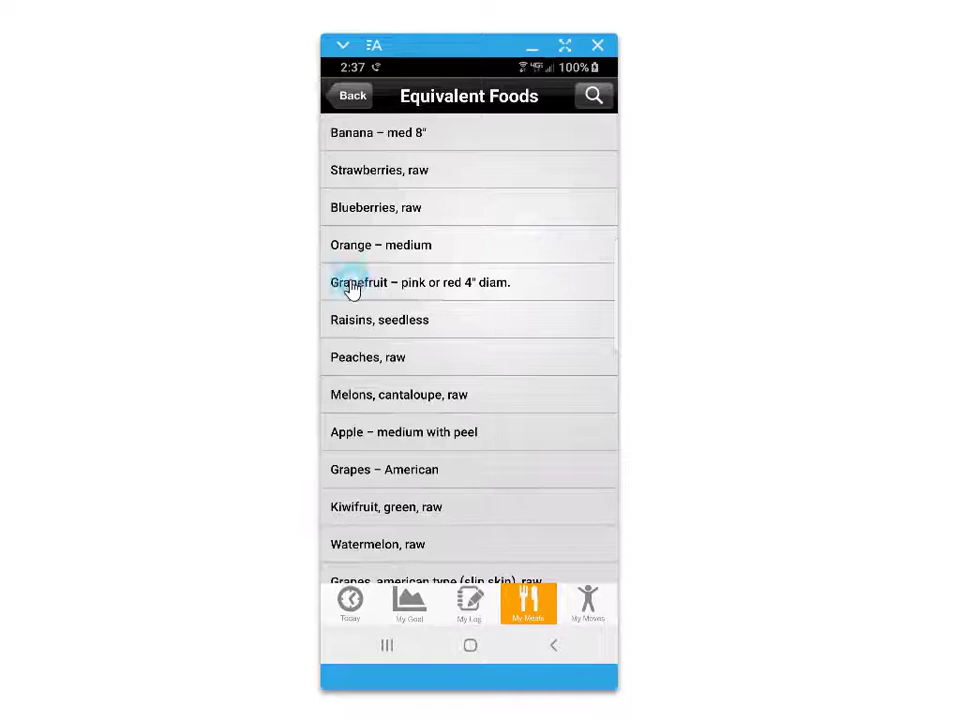 ΞA
2:37 4GE 100%
Back Equivalent Foods
Banana – med 8"
Strawberries, raw
Blueberries, raw
Orange – medium
Grapefruit – pink or red 4" diam.
Raisins, seedless
Peaches, raw
Melons, cantaloupe, raw
Apple – medium with peel
Grapes – American
Kiwifruit, green, raw
Watermelon, raw
Grapes, american type (slip skin), raw
Today My Goal My Log My Meals My Moves